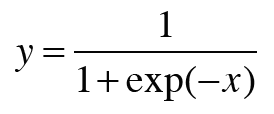 y = 1 / (1 + exp(−x))